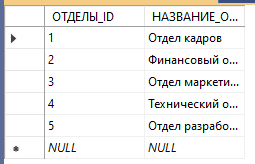 ОТДЕЛЫ_ID НАЗВАНИЕ_О...
1 Отдел кадров
2 Финансовый о...
3 Отдел маркети...
4 Технический о...
5 Отдел разрабо...
NULL NULL